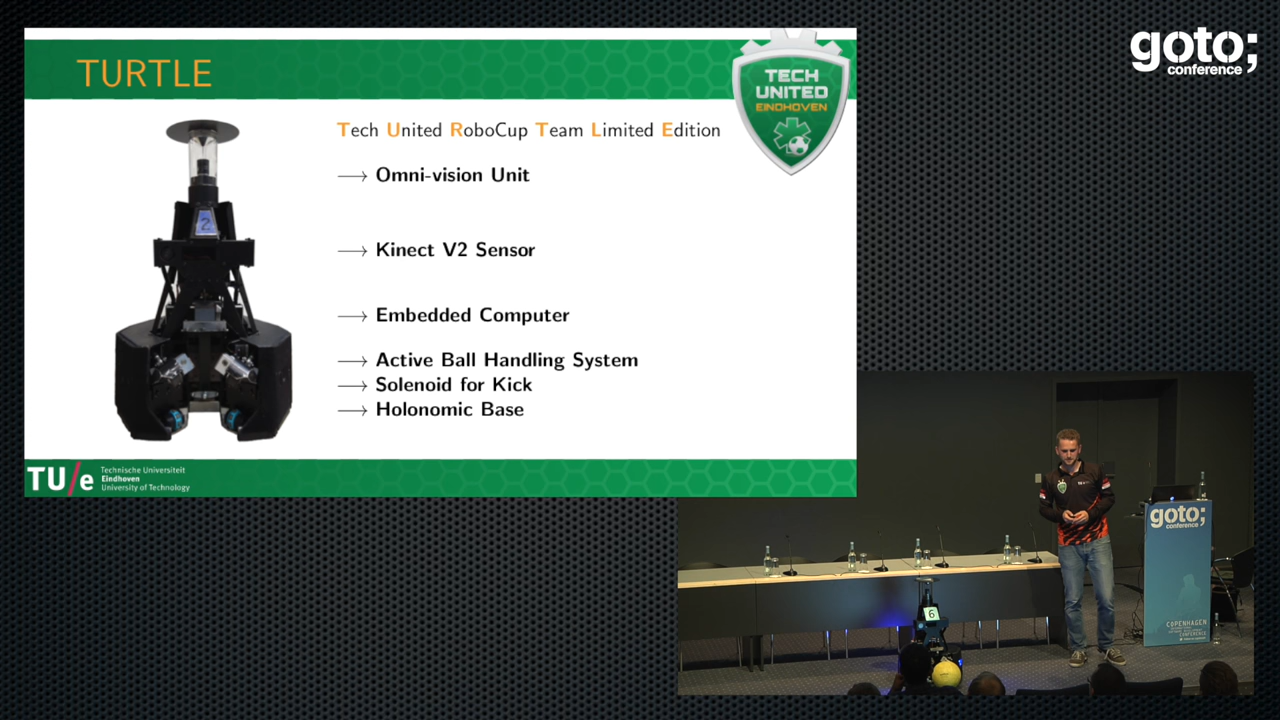 TURTLE
TECH
UNITED
EINDHOVEN
Tech United RoboCup Team Limited Edition
→ Omni-vision Unit
→ Kinect V2 Sensor
→ Embedded Computer
→ Active Ball Handling System
→ Solenoid for Kick
→ Holonomic Base
2
TU/e
Technische Universiteit
Eindhoven
University of Technology
goto;
conference
goto;
conference
6
COPENHAGEN
CONFERENCE